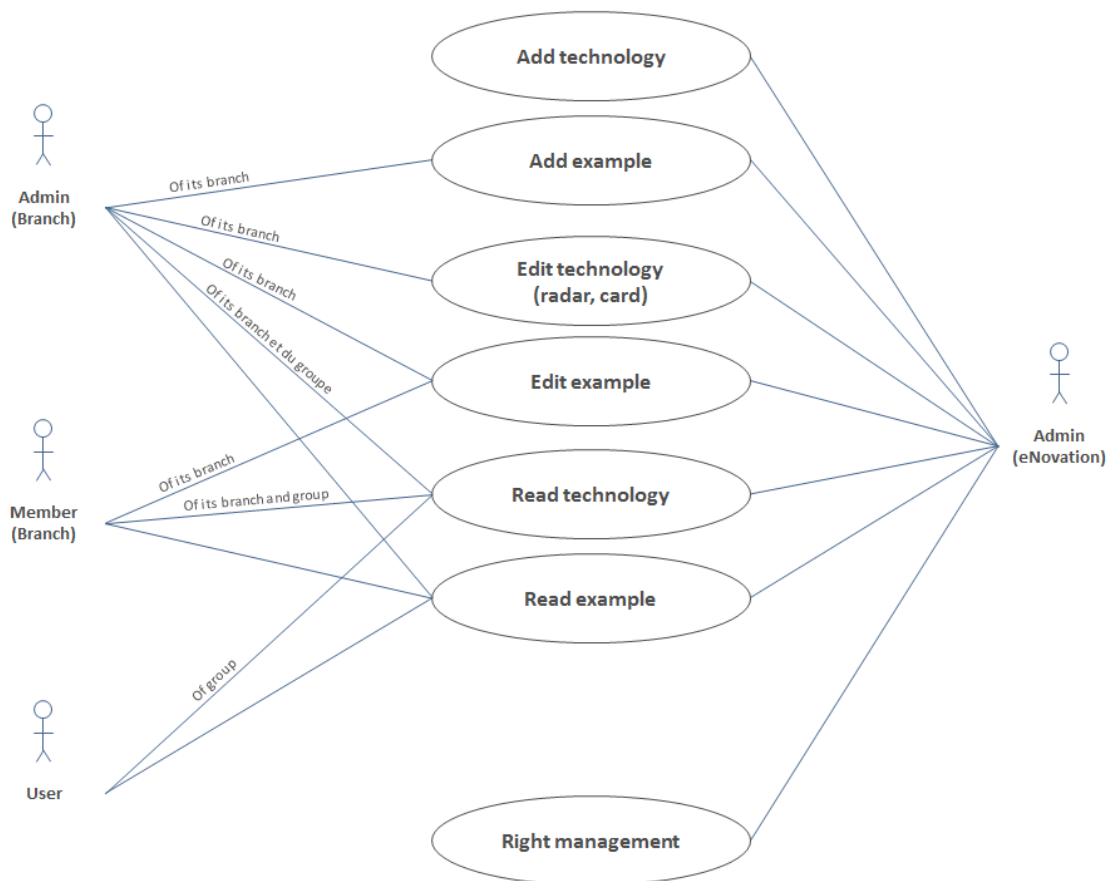 Add technology
Admin
(Branch)
Of its branch
Add example
Of its branch
Edit technology
(radar, card)
Of its branch
Of its branch et du groupe
Edit example
Admin
(eNovation)
Member
(Branch)
Of its branch
Of its branch and group
Read technology
Read example
Of group
User
Right management